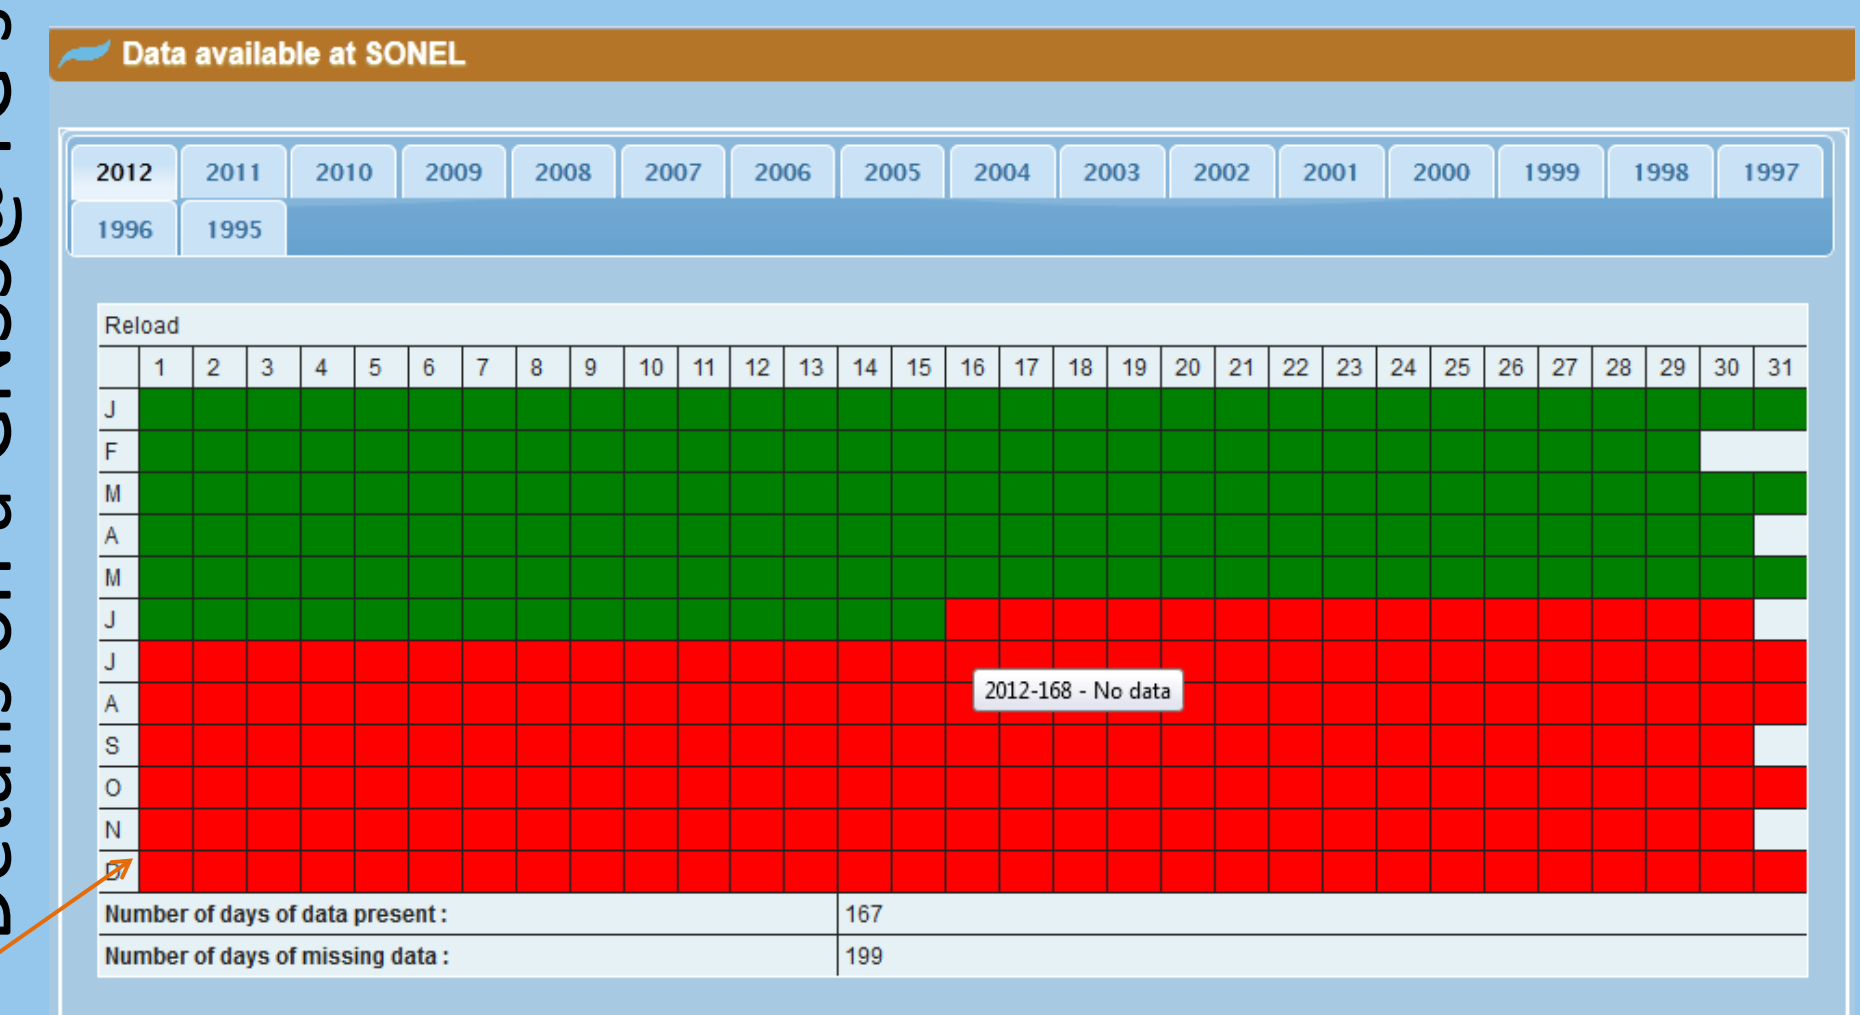 Data available at SONEL
2012 2011 2010 2009 2008 2007 2006 2005 2004 2003 2002 2001 2000 1999 1998 1997
1996 1995
Reload
1 2 3 4 5 6 7 8 9 10 11 12 13 14 15 16 17 18 19 20 21 22 23 24 25 26 27 28 29 30 31
J
F
M
A
M
J
J
2012-168 - No data
A
S
O
N
D
Number of days of data present : 167
Number of days of missing data : 199